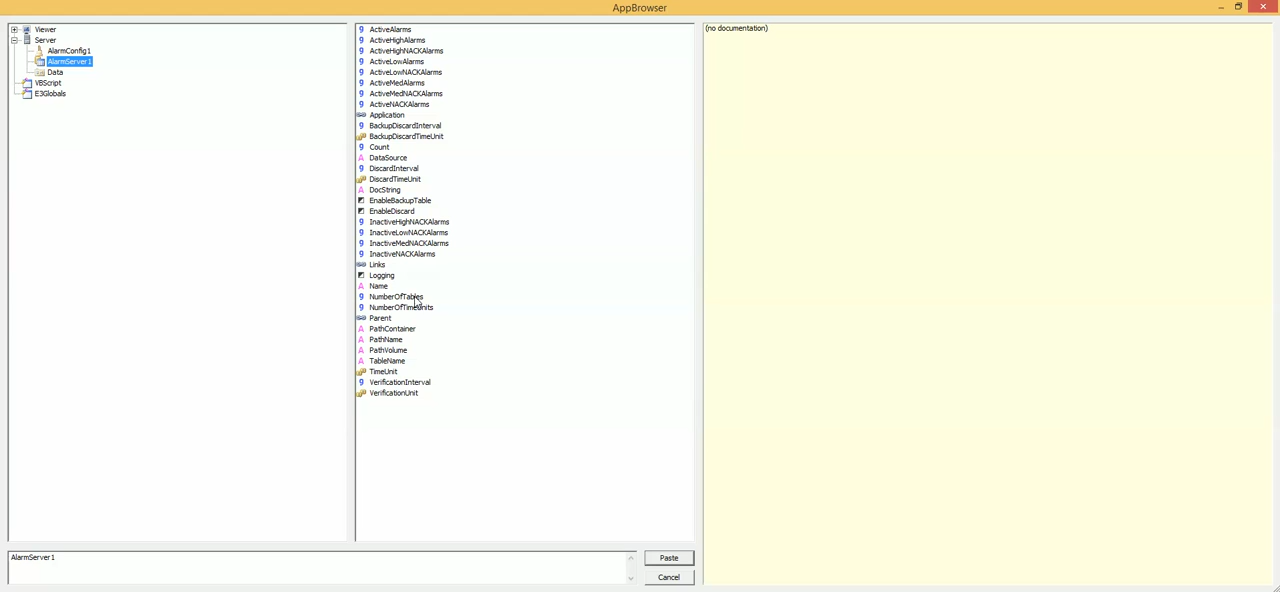 AppBrowser
Viewer
Server
AlarmConfig1
AlarmServer1
Data
VBScript
E3Globals
ActiveAlarms
ActiveHighAlarms
ActiveHighNACKAlarms
ActiveLowAlarms
ActiveLowNACKAlarms
ActiveMedAlarms
ActiveMedNACKAlarms
ActiveNACKAlarms
Application
BackupDiscardInterval
BackupDiscardTimeUnit
Count
DataSource
DiscardInterval
DiscardTimeUnit
DocString
EnableBackupTable
EnableDiscard
InactiveHighNACKAlarms
InactiveLowNACKAlarms
InactiveMedNACKAlarms
InactiveNACKAlarms
Links
Logging
Name
NumberOfTables
NumberOfTimeUnits
Parent
PathContainer
PathName
PathVolume
TableName
TimeUnit
VerificationInterval
VerificationUnit
(no documentation)
AlarmServer1
Paste
Cancel